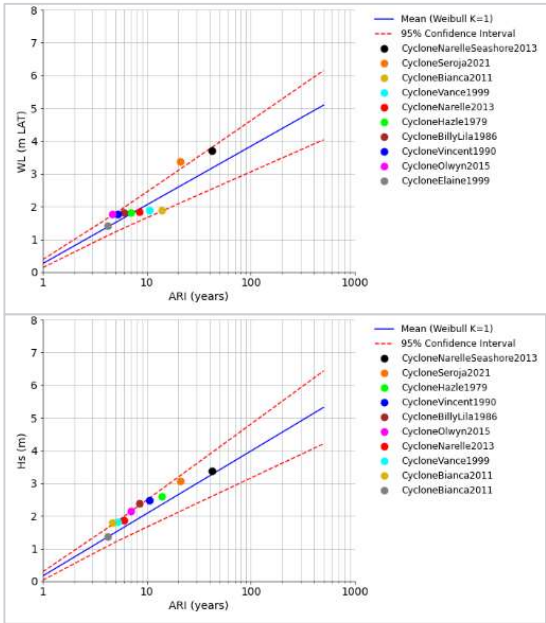 8
7
6
5
4
3
2
1
0
WL (m LAT)
1
10
100
1000
ARI (years)
Mean (Weibull K=1)
95% Confidence Interval
CycloneNarelleSeashore2013
CycloneSeroja2021
CycloneBianca2011
CycloneVance1999
CycloneNarelle2013
CycloneHazle1979
CycloneBillyLila1986
CycloneVincent1990
CycloneOlwyn2015
CycloneElaine1999
8
7
6
5
4
3
2
1
0
Hs (m)
1
10
100
1000
ARI (years)
Mean (Weibull K=1)
95% Confidence Interval
CycloneNarelleSeashore2013
CycloneSeroja2021
CycloneHazle1979
CycloneVincent1990
CycloneBillyLila1986
CycloneOlwyn2015
CycloneNarelle2013
CycloneVance1999
CycloneBianca2011
CycloneBianca2011